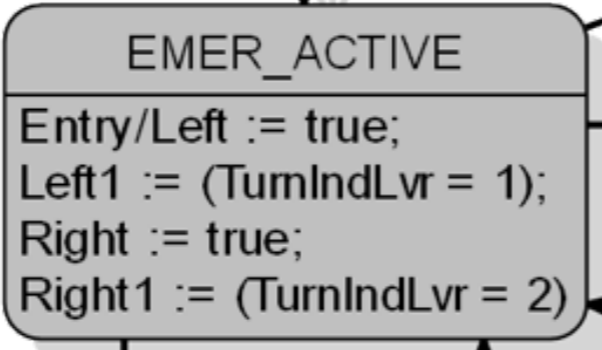 EMER_ACTIVE
Entry/Left := true;
Left1 := (TurnIndLvr = 1);
Right := true;
Right1 := (TurnIndLvr = 2)